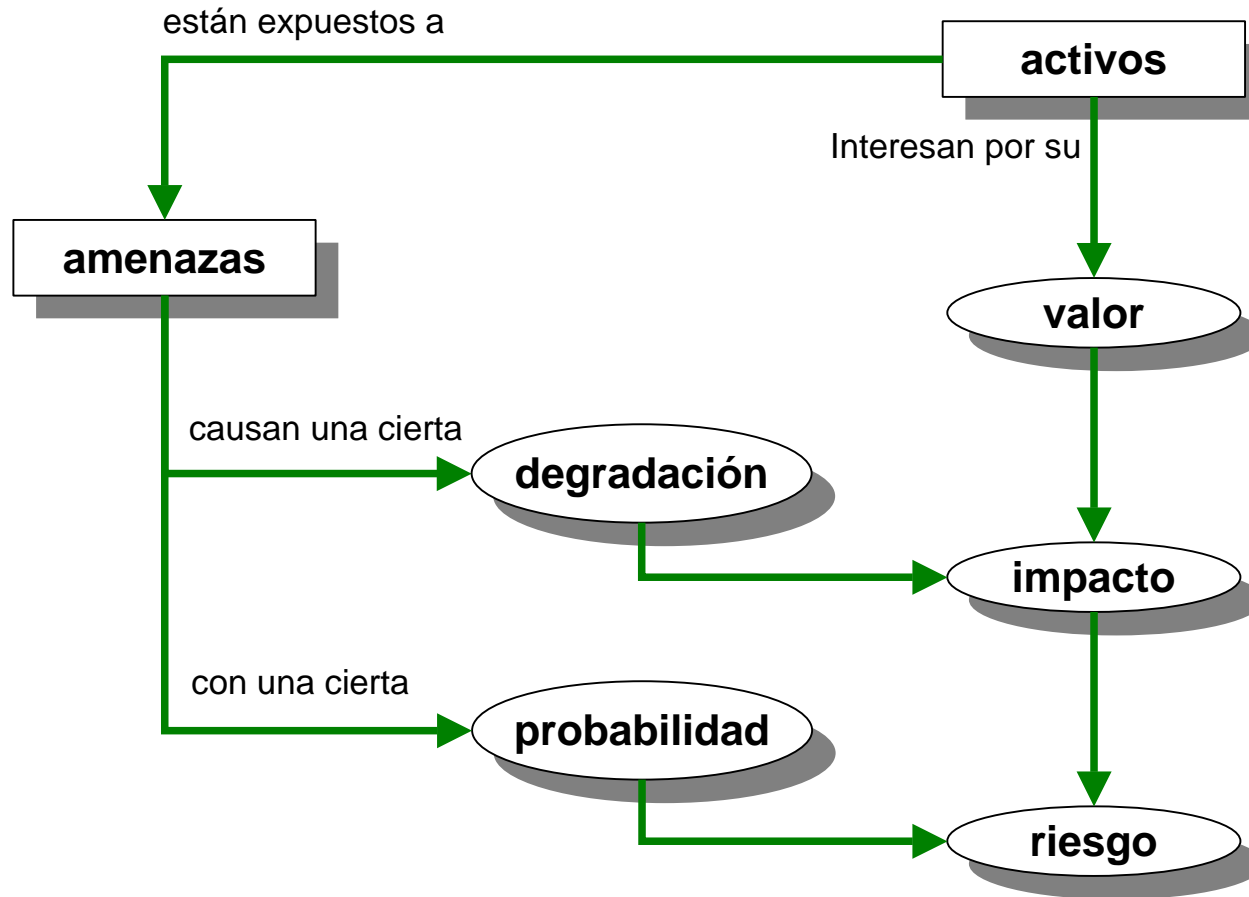 están expuestos a
activos
Interesan por su
amenazas
valor
causan una cierta
degradación
impacto
con una cierta
probabilidad
riesgo